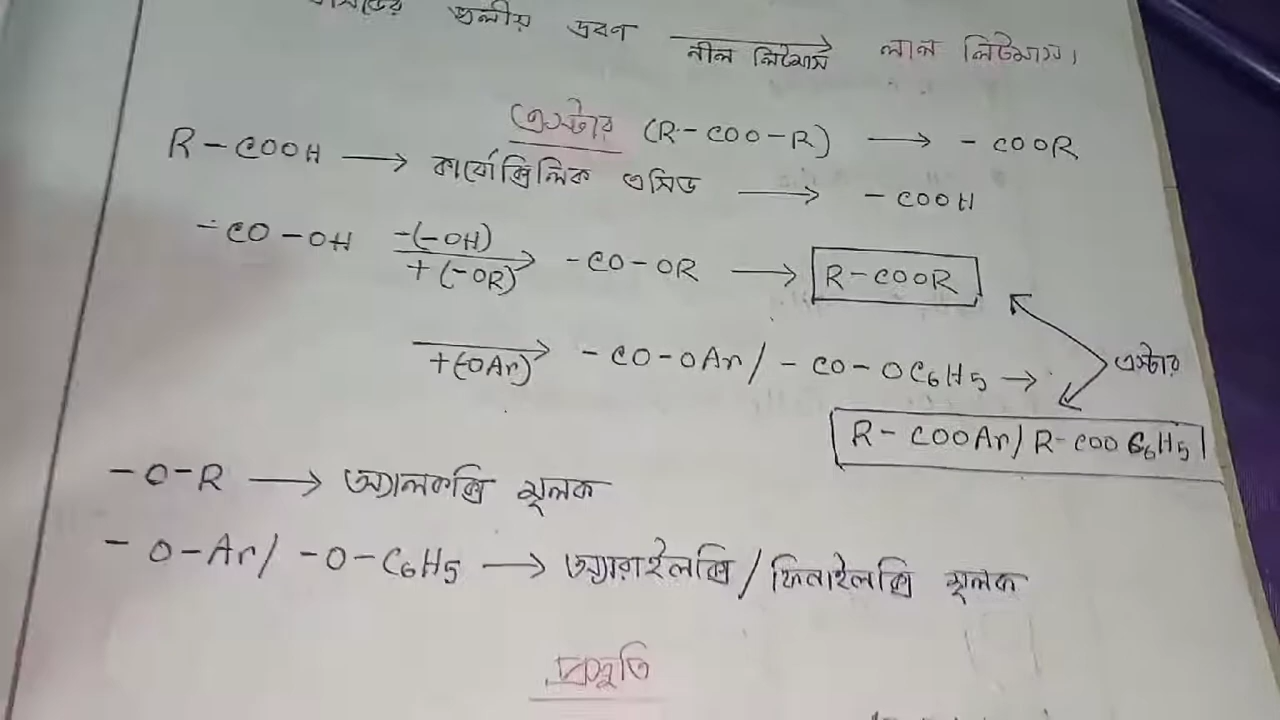 জলীয় দ্রবণ ⟶ নীল লিটমাস লাল লিটমাস।
এস্টার (R-COO-R) ⟶ -COOR
R-COOH ⟶ কার্বোক্সিলিক এসিড ⟶ -COOH
-CO-OH -(-OH) +(-OR) ⟶ -CO-OR ⟶ R-COOR
+(-OAr) ⟶ -CO-OAr/ -CO-OC6H5 ⟶ এস্টার
R-COOAr/R-COOC6H5
-O-R ⟶ অ্যালকক্সি মূলক
-O-Ar/ -O-C6H5 ⟶ অ্যারাইলক্সি/ফিনাইলক্সি মূলক
প্রস্তুতি